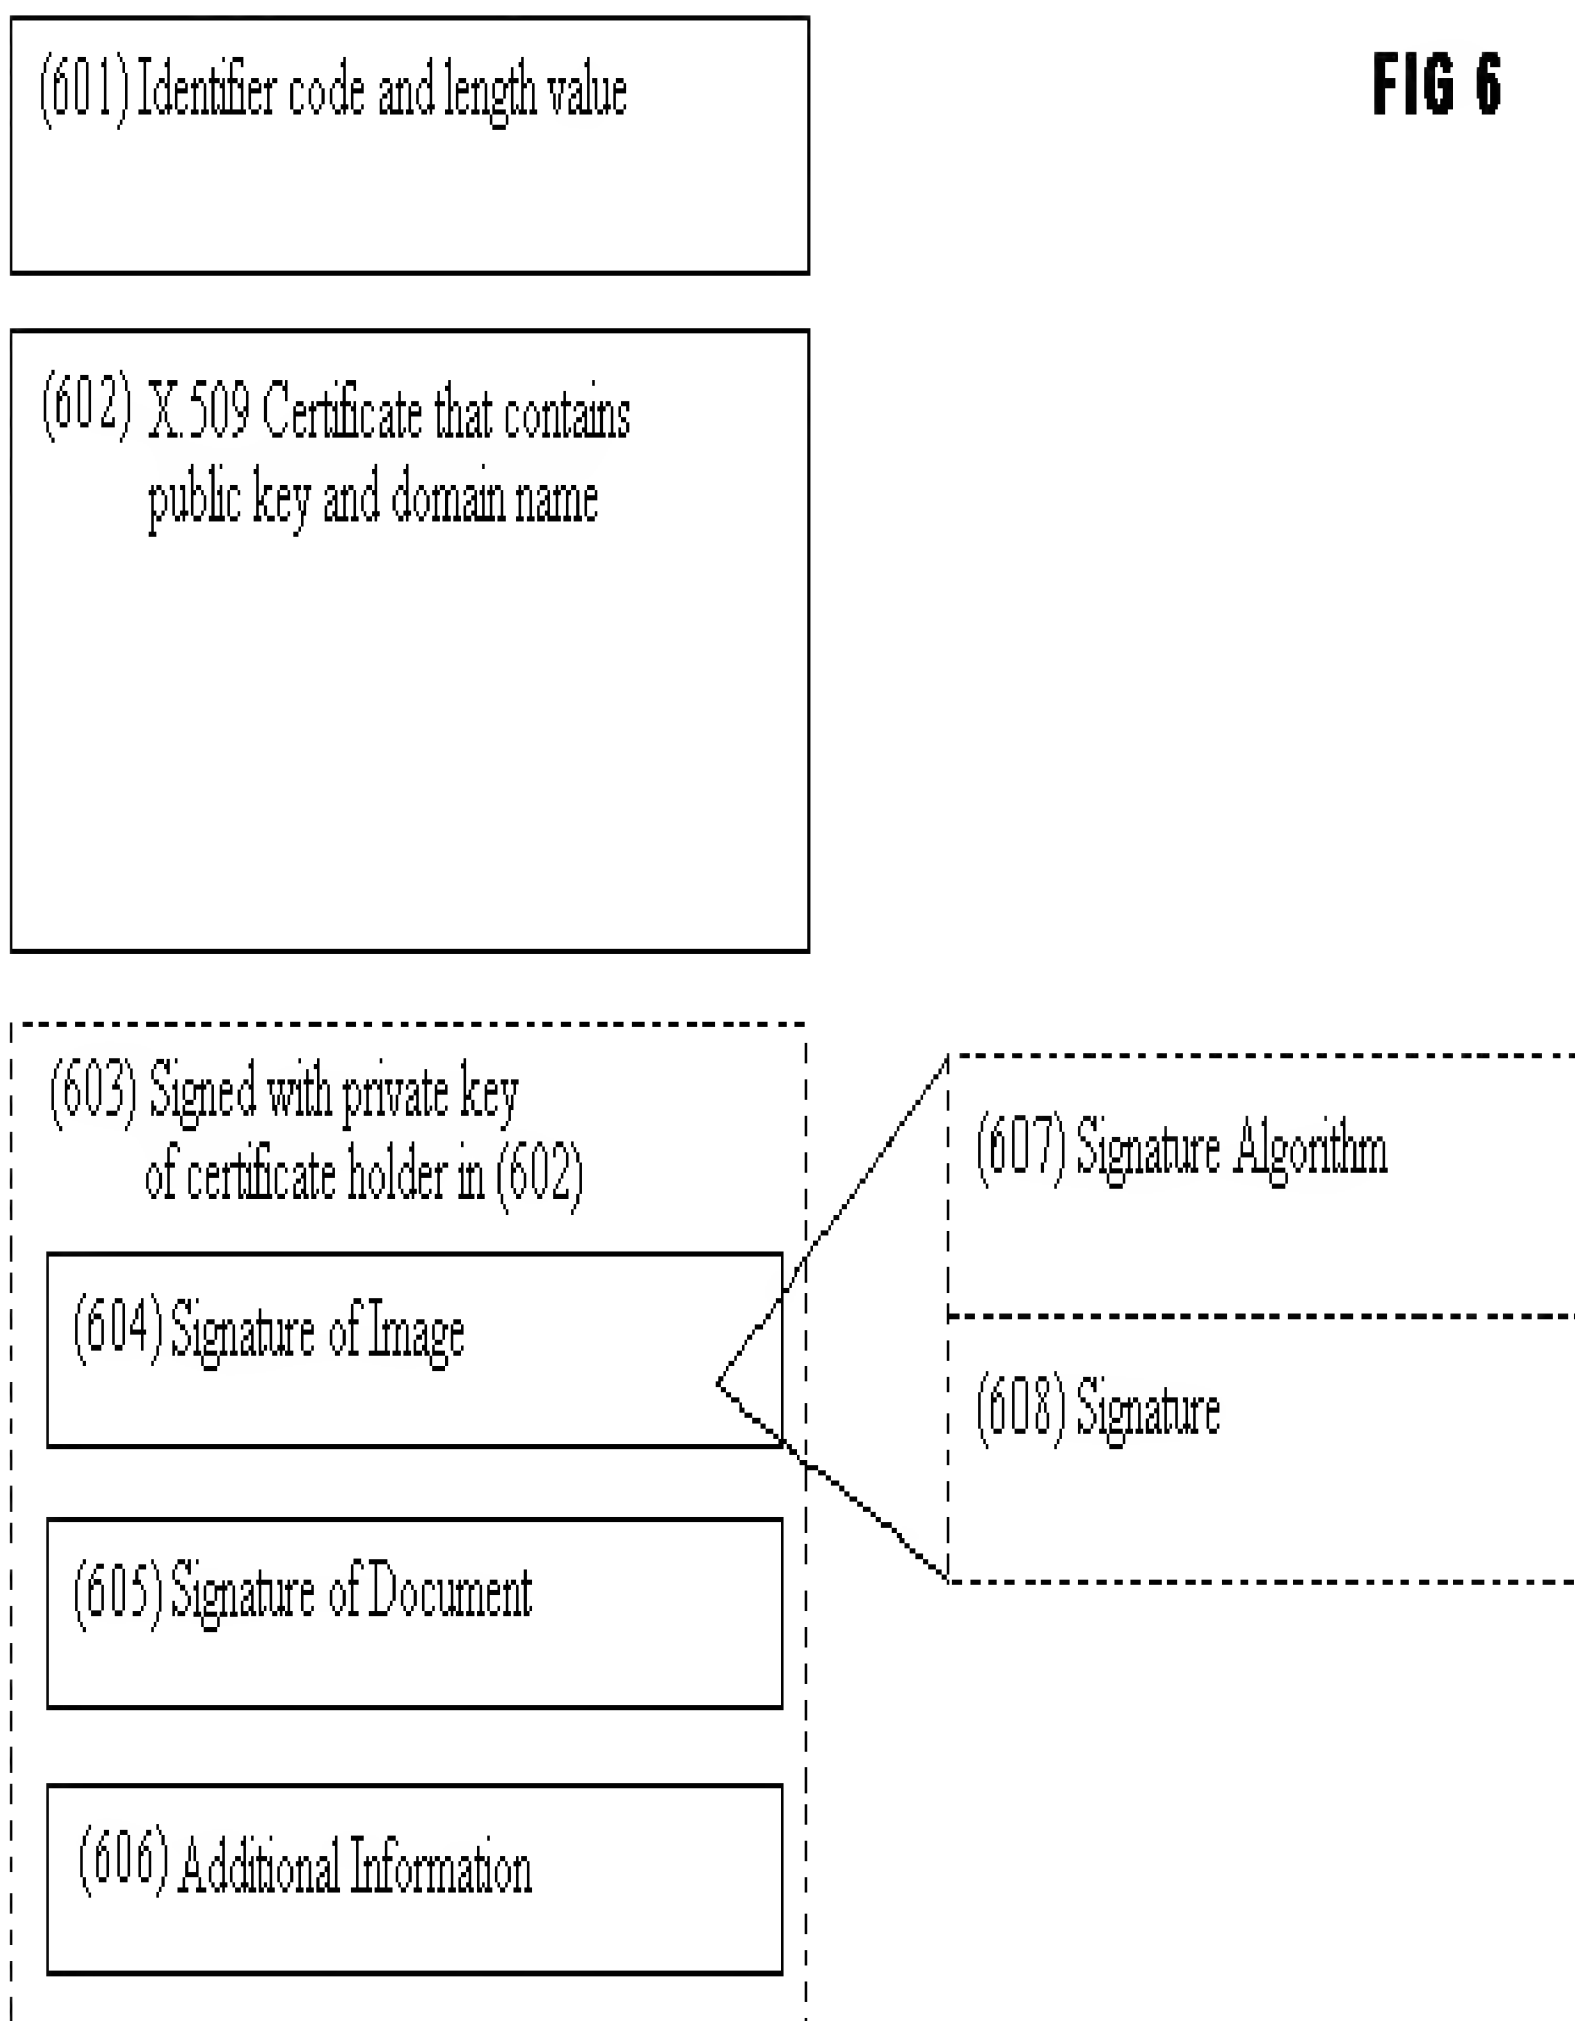 FIG 6
(601) Identifier code and length value
(602) X.509 Certificate that contains
public key and domain name
(603) Signed with private key
of certificate holder in (602)
(604) Signature of Image
(605) Signature of Document
(606) Additional Information
(607) Signature Algorithm
(608) Signature